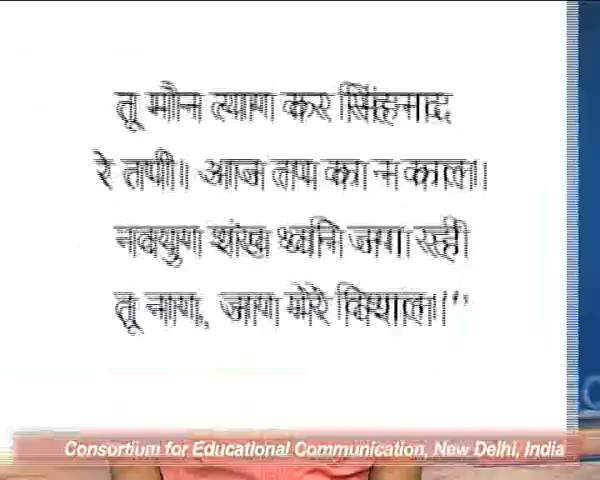 तू मौन त्याग कर सिंहनाद
रे तपी॥ आज तप का न काल।
नवयुग शंख ध्वनि जगा रही
तू जाग, जाग मेरे विशाल।"
Consortium for Educational Communication, New Delhi, India